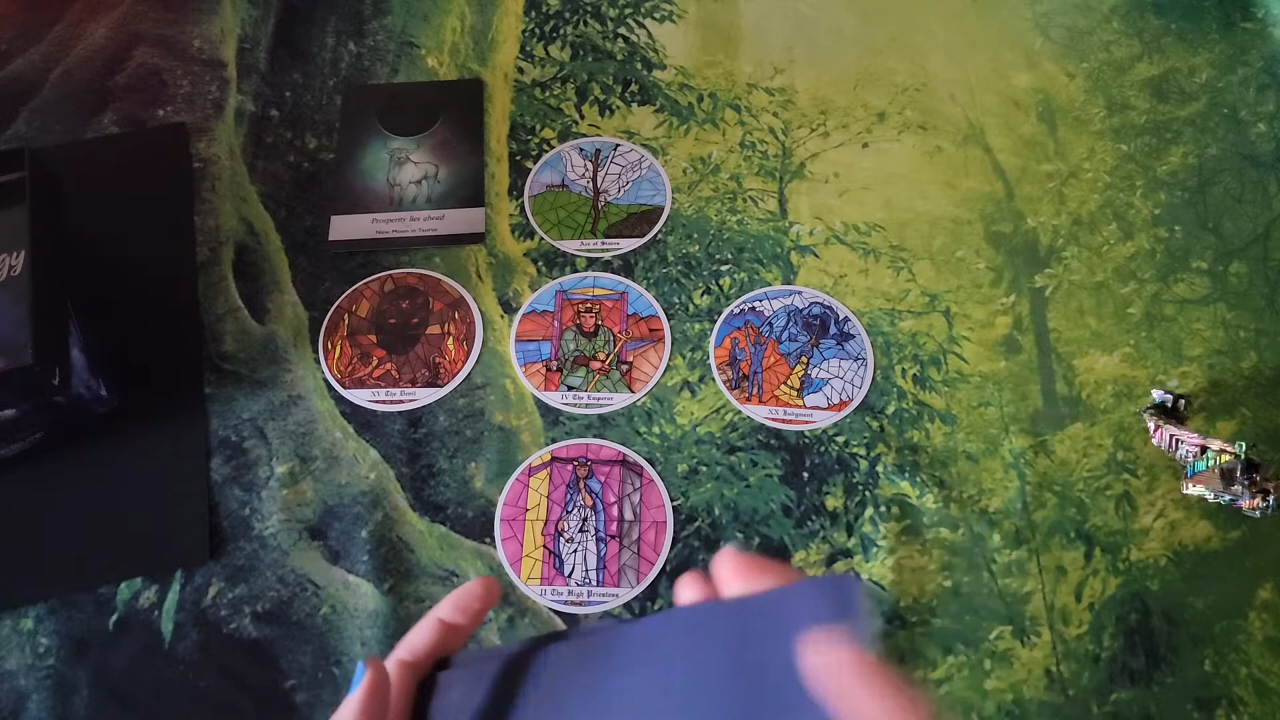 Prosperity lies ahead
New Moon in Taurus
Ace of Staves
gy
XV The Devil
IV The Emperor
XX Judgment
II The High Priestess